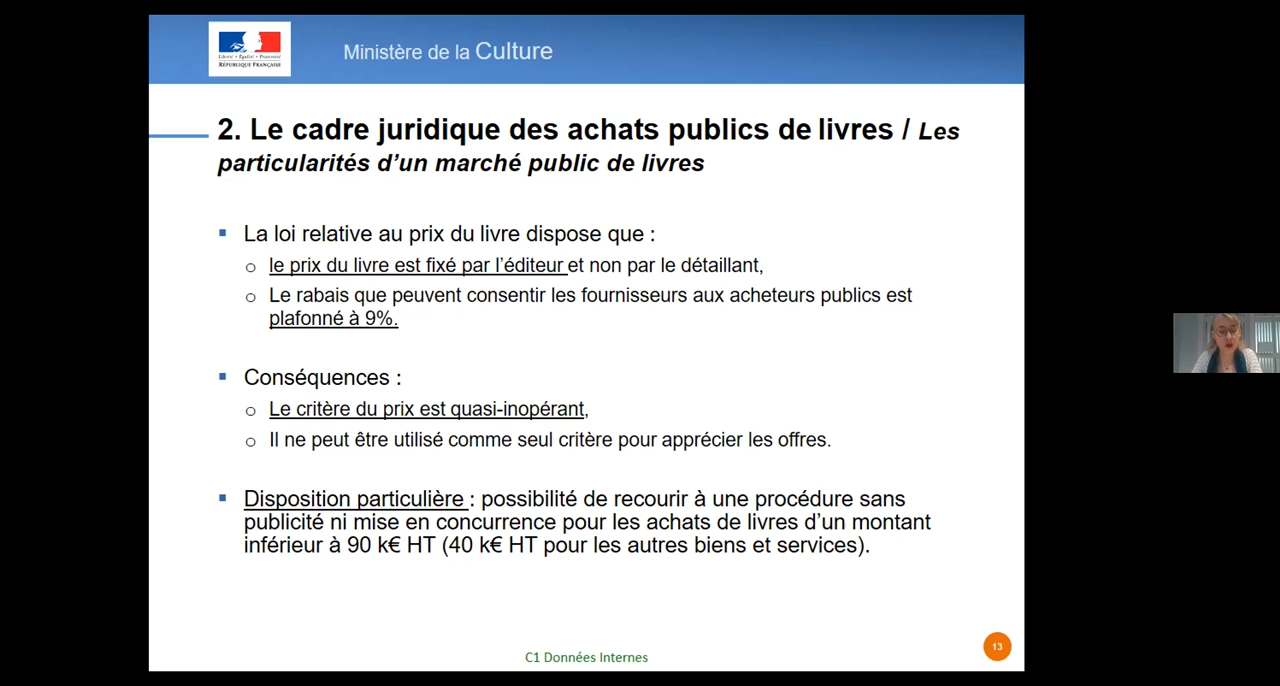 Liberté • Égalité • Fraternité
RÉPUBLIQUE FRANÇAISE
Ministère de la Culture
2. Le cadre juridique des achats publics de livres / Les
particularités d’un marché public de livres
La loi relative au prix du livre dispose que :
le prix du livre est fixé par l’éditeur et non par le détaillant,
Le rabais que peuvent consentir les fournisseurs aux acheteurs publics est
plafonné à 9%.
Conséquences :
Le critère du prix est quasi-inopérant,
Il ne peut être utilisé comme seul critère pour apprécier les offres.
Disposition particulière : possibilité de recourir à une procédure sans
publicité ni mise en concurrence pour les achats de livres d’un montant
inférieur à 90 k€ HT (40 k€ HT pour les autres biens et services).
C1 Données Internes
13